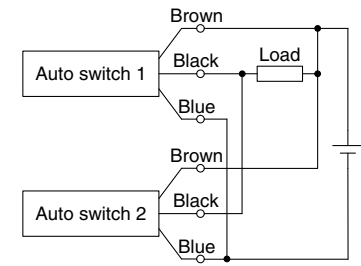 Brown
Auto switch 1
Black
Load
Blue
Brown
Auto switch 2
Black
Blue